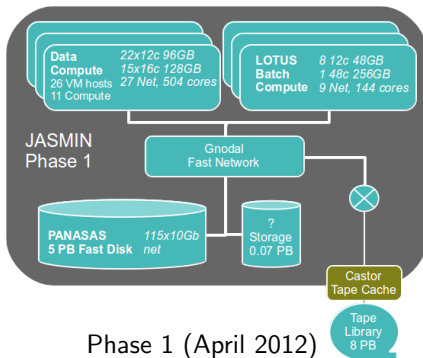 Data 22x12c 96GB
Compute 15x16c 128GB
26 VM hosts 27 Net, 504 cores
11 Compute
LOTUS 8 12c 48GB
Batch 1 48c 256GB
Compute 9 Net, 144 cores
JASMIN
Phase 1
Gnodal
Fast Network
PANASAS 115x10Gb
5 PB Fast Disk net
?
Storage
0.07 PB
Castor
Tape Cache
Tape
Library
8 PB
Phase 1 (April 2012)